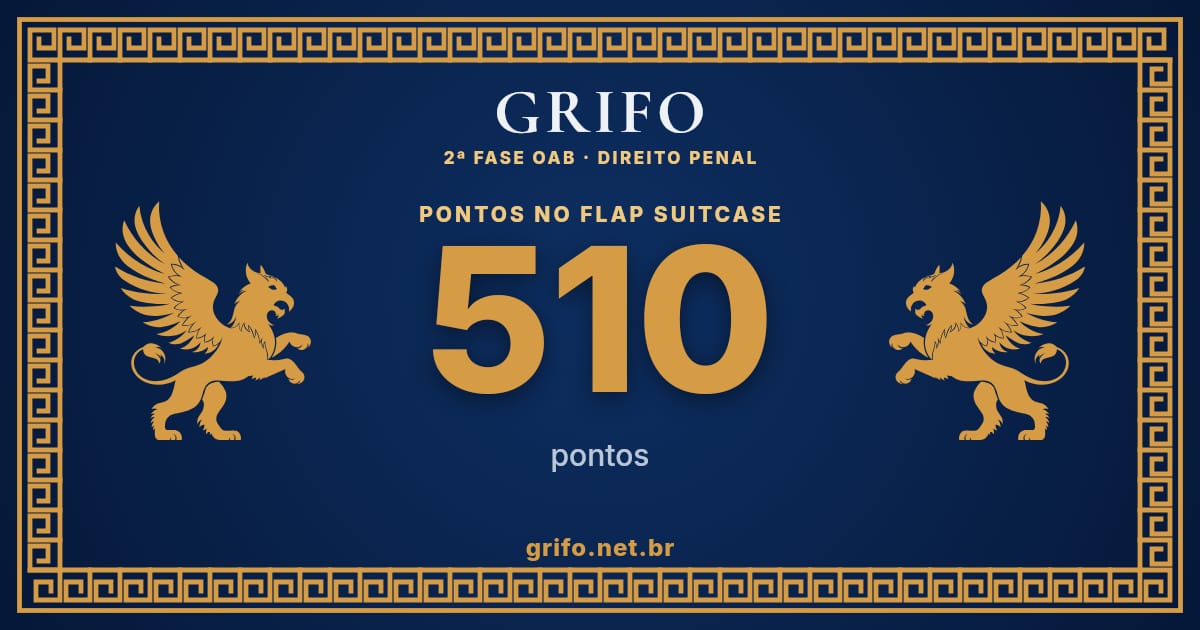 GRIFO
2ª FASE OAB · DIREITO PENAL
PONTOS NO FLAP SUITCASE
510
pontos
grifo.net.br